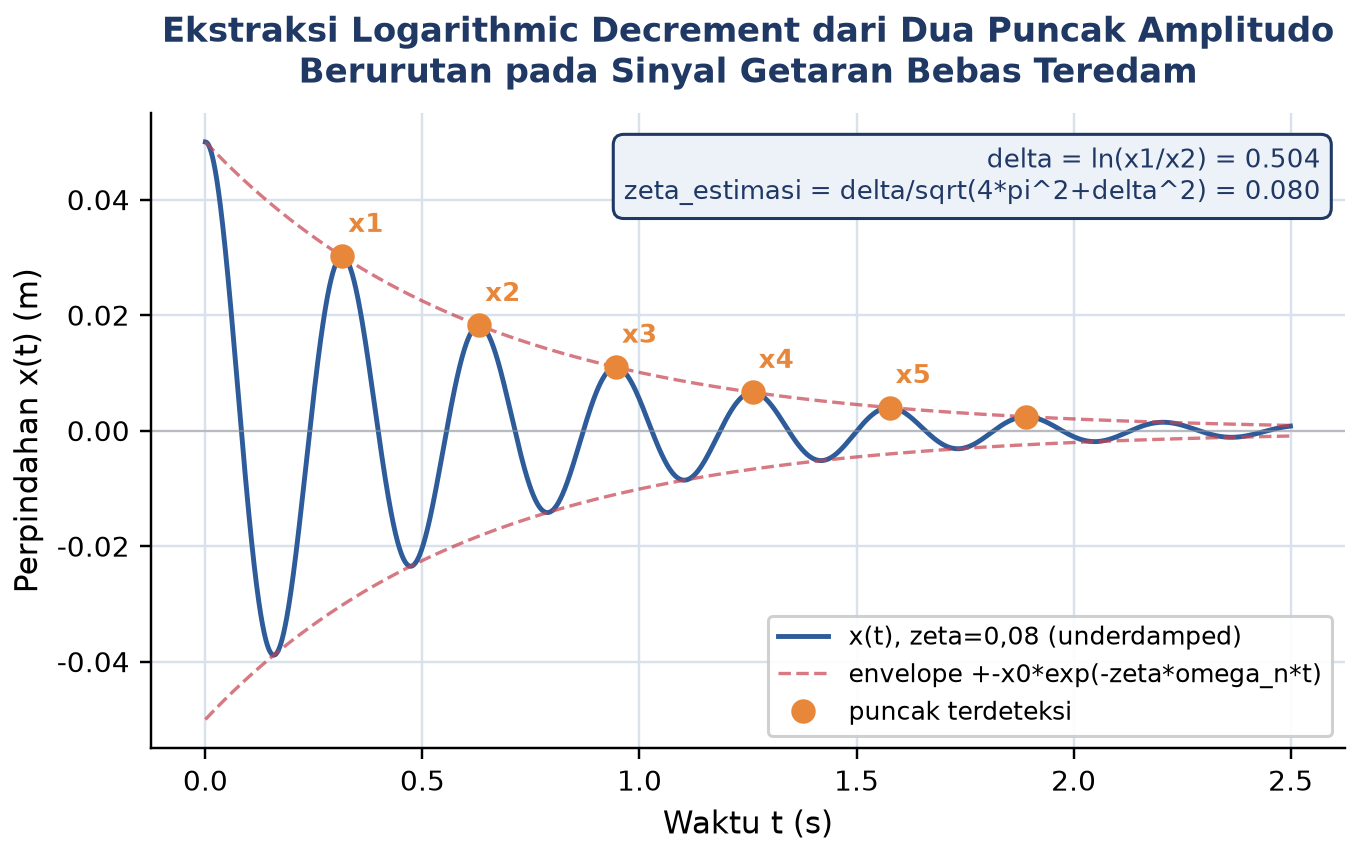 Ekstraksi Logarithmic Decrement dari Dua Puncak Amplitudo
Berurutan pada Sinyal Getaran Bebas Teredam
delta = ln(x1/x2) = 0.504
zeta_estimasi = delta/sqrt(4*pi^2+delta^2) = 0.080
x1
x2
x3
x4
x5
Perpindahan x(t) (m)
0.04
0.02
0.00
-0.02
-0.04
x(t), zeta=0,08 (underdamped)
envelope +-x0*exp(-zeta*omega_n*t)
puncak terdeteksi
0.0
0.5
1.0
1.5
2.0
2.5
Waktu t (s)